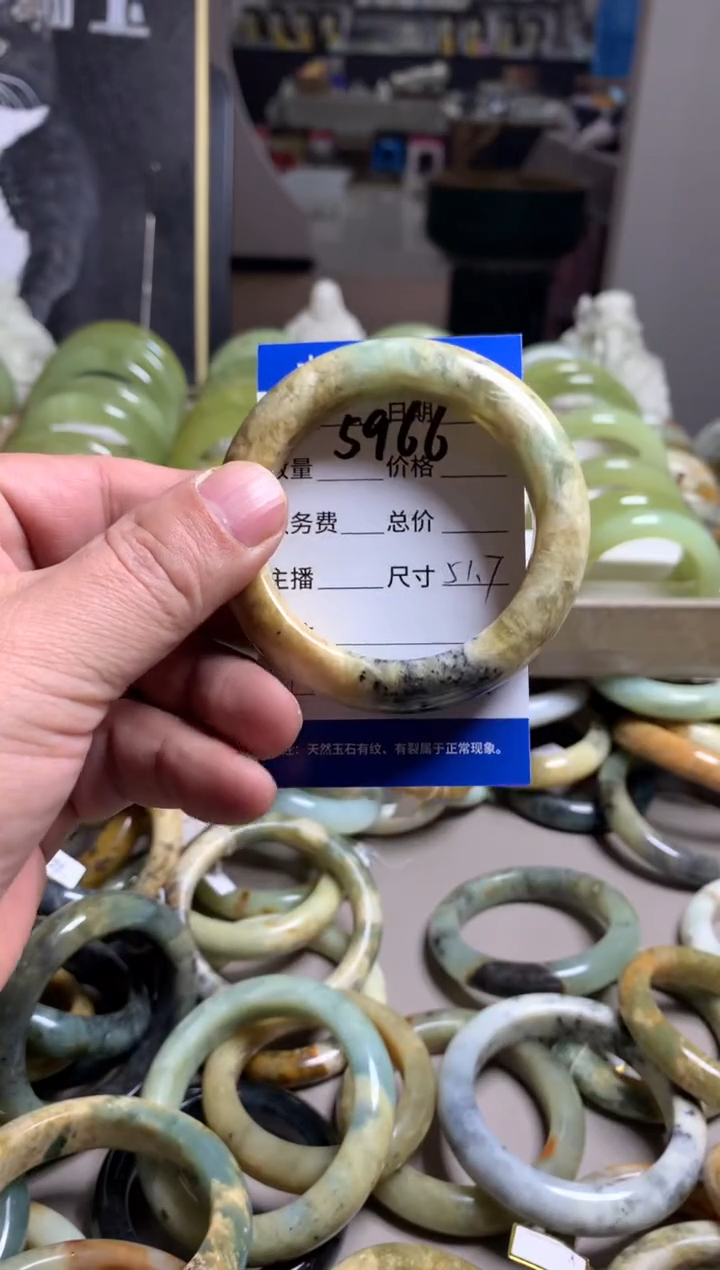 日期
5966
数量 价格
服务费 总价
主播 尺寸 51.7
注：天然玉石有纹、有裂属于正常现象。